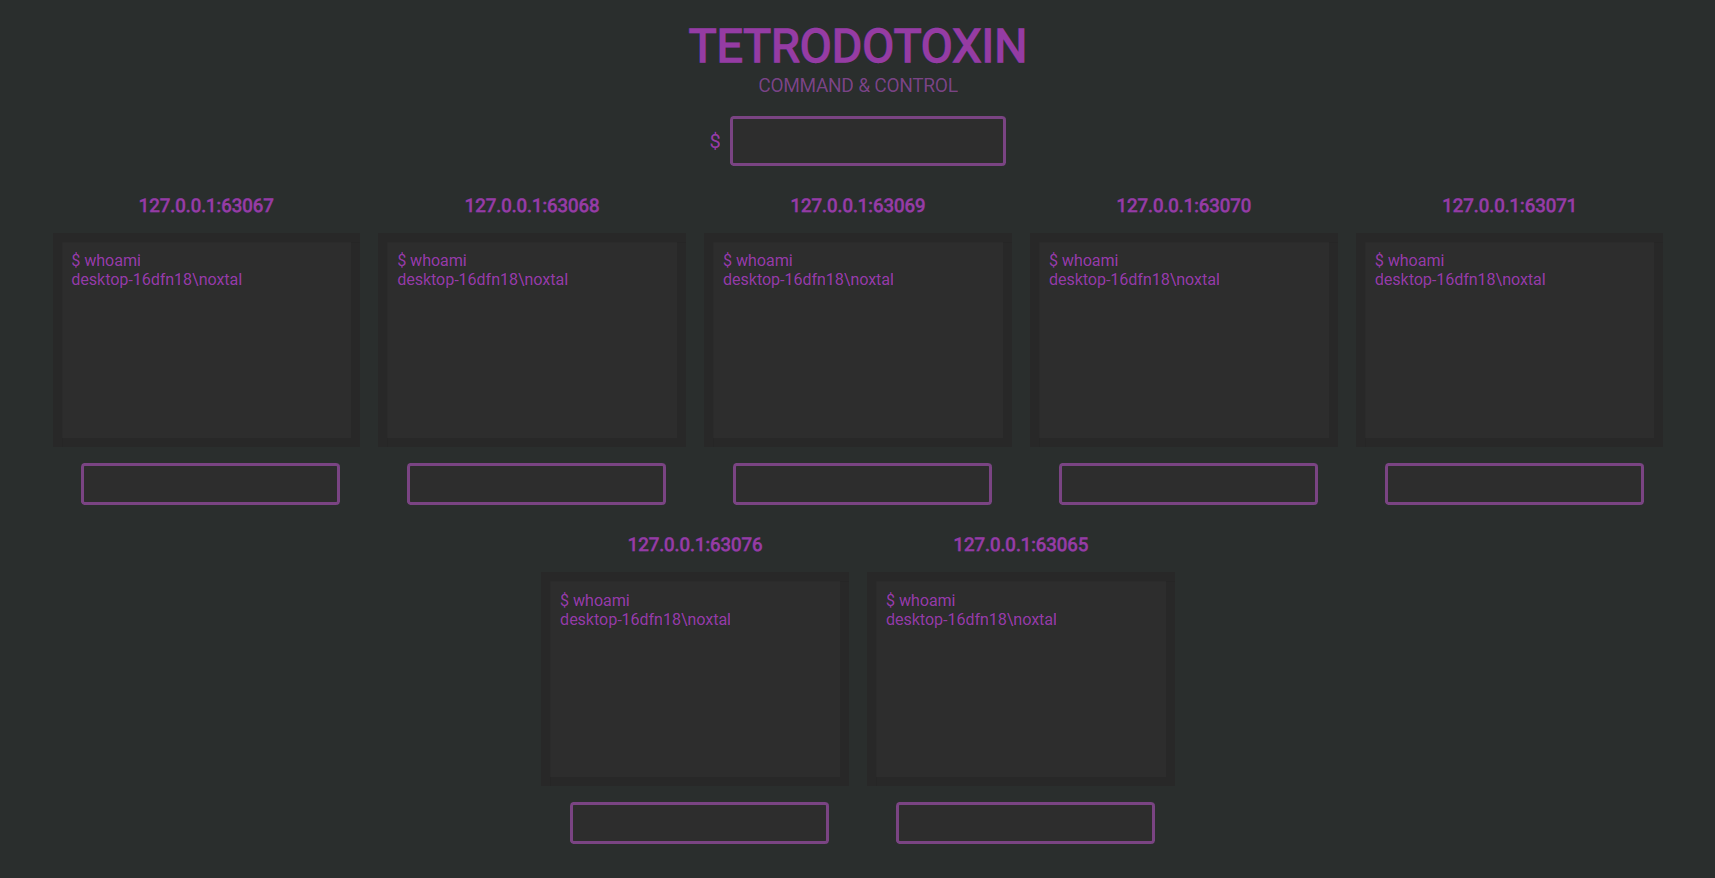 TETRODOTOXIN
COMMAND & CONTROL
$
127.0.0.1:63067
$ whoami
desktop-16dfn18\noxtal
127.0.0.1:63068
$ whoami
desktop-16dfn18\noxtal
127.0.0.1:63069
$ whoami
desktop-16dfn18\noxtal
127.0.0.1:63070
$ whoami
desktop-16dfn18\noxtal
127.0.0.1:63071
$ whoami
desktop-16dfn18\noxtal
127.0.0.1:63076
$ whoami
desktop-16dfn18\noxtal
127.0.0.1:63065
$ whoami
desktop-16dfn18\noxtal